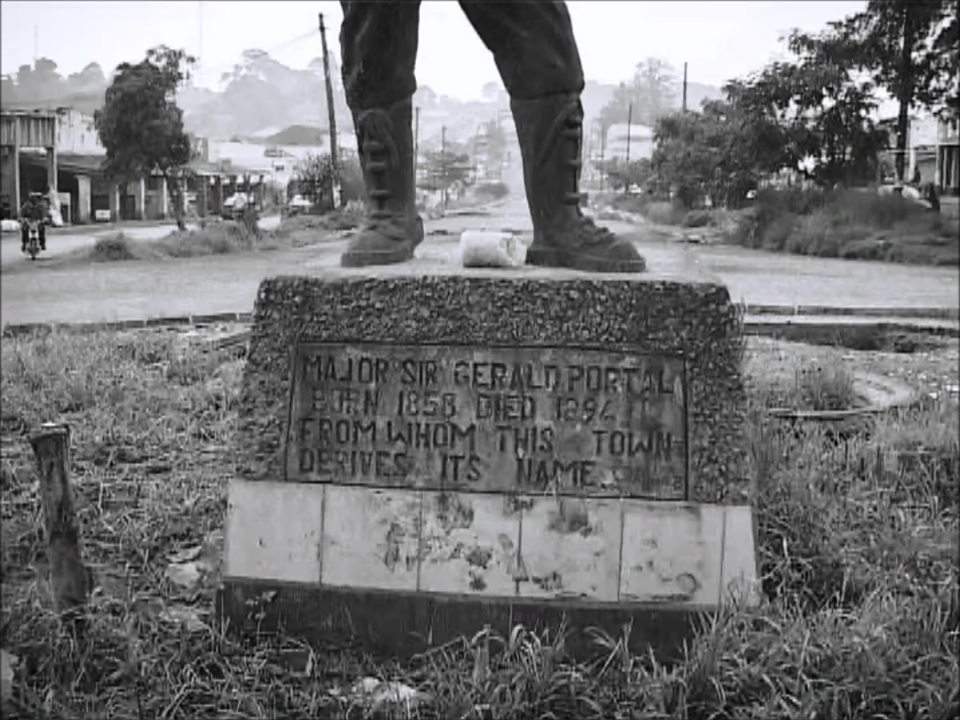 MAJOR SIR GERALD PORTAL
BORN 1858 DIED 1894
FROM WHOM THIS TOWN
DERIVES ITS NAME